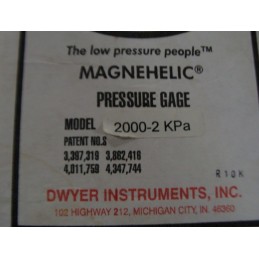 The low pressure people™
MAGNEHELIC®
PRESSURE GAGE
MODEL 2000-2 KPa
PATENT NO.S
3,397,319 3,862,416
4,011,759 4,347,744
R10K
DWYER INSTRUMENTS, INC.
102 HIGHWAY 212, MICHIGAN CITY, IN. 46360